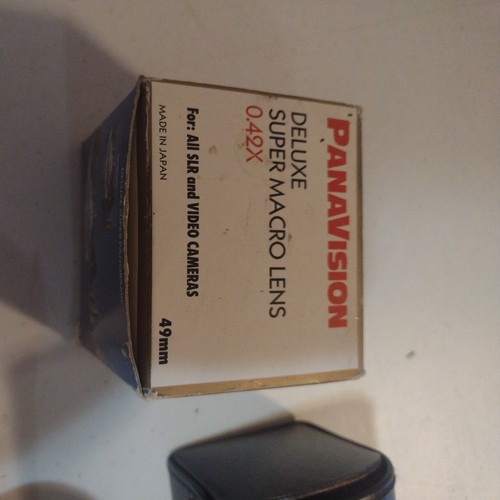 PANAVISION
DELUXE
SUPER MACRO LENS
0.42X
For: All SLR and VIDEO CAMERAS
MADE IN JAPAN
49mm